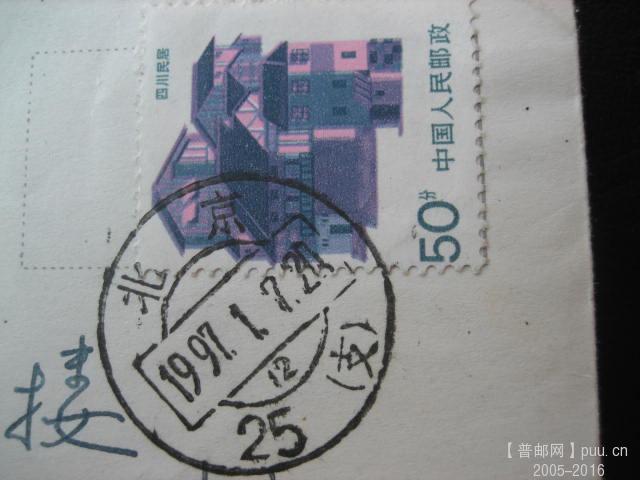 四川民居
中国人民邮政
50分
北京
1997.1.7.20
12
25
(支)
接
【普邮网】puu.cn
2005-2016